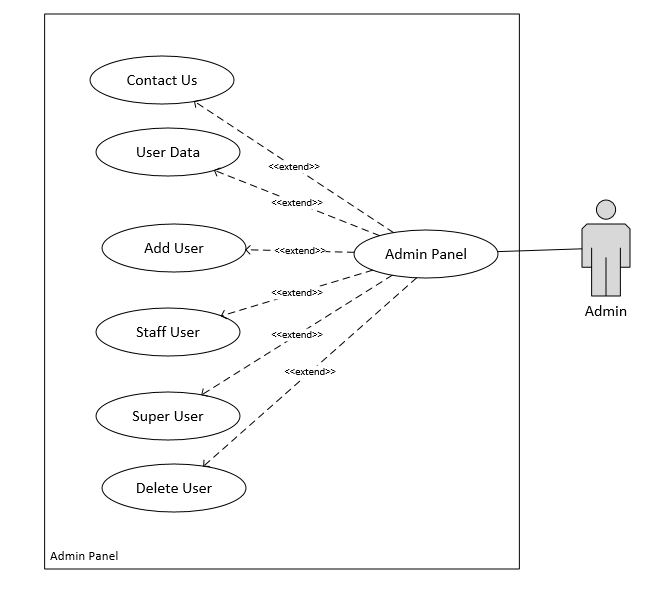 Contact Us
<<extend>>
User Data
<<extend>>
Add User
<<extend>>
Admin Panel
<<extend>>
Staff User
<<extend>>
Super User
<<extend>>
Delete User
Admin
Admin Panel